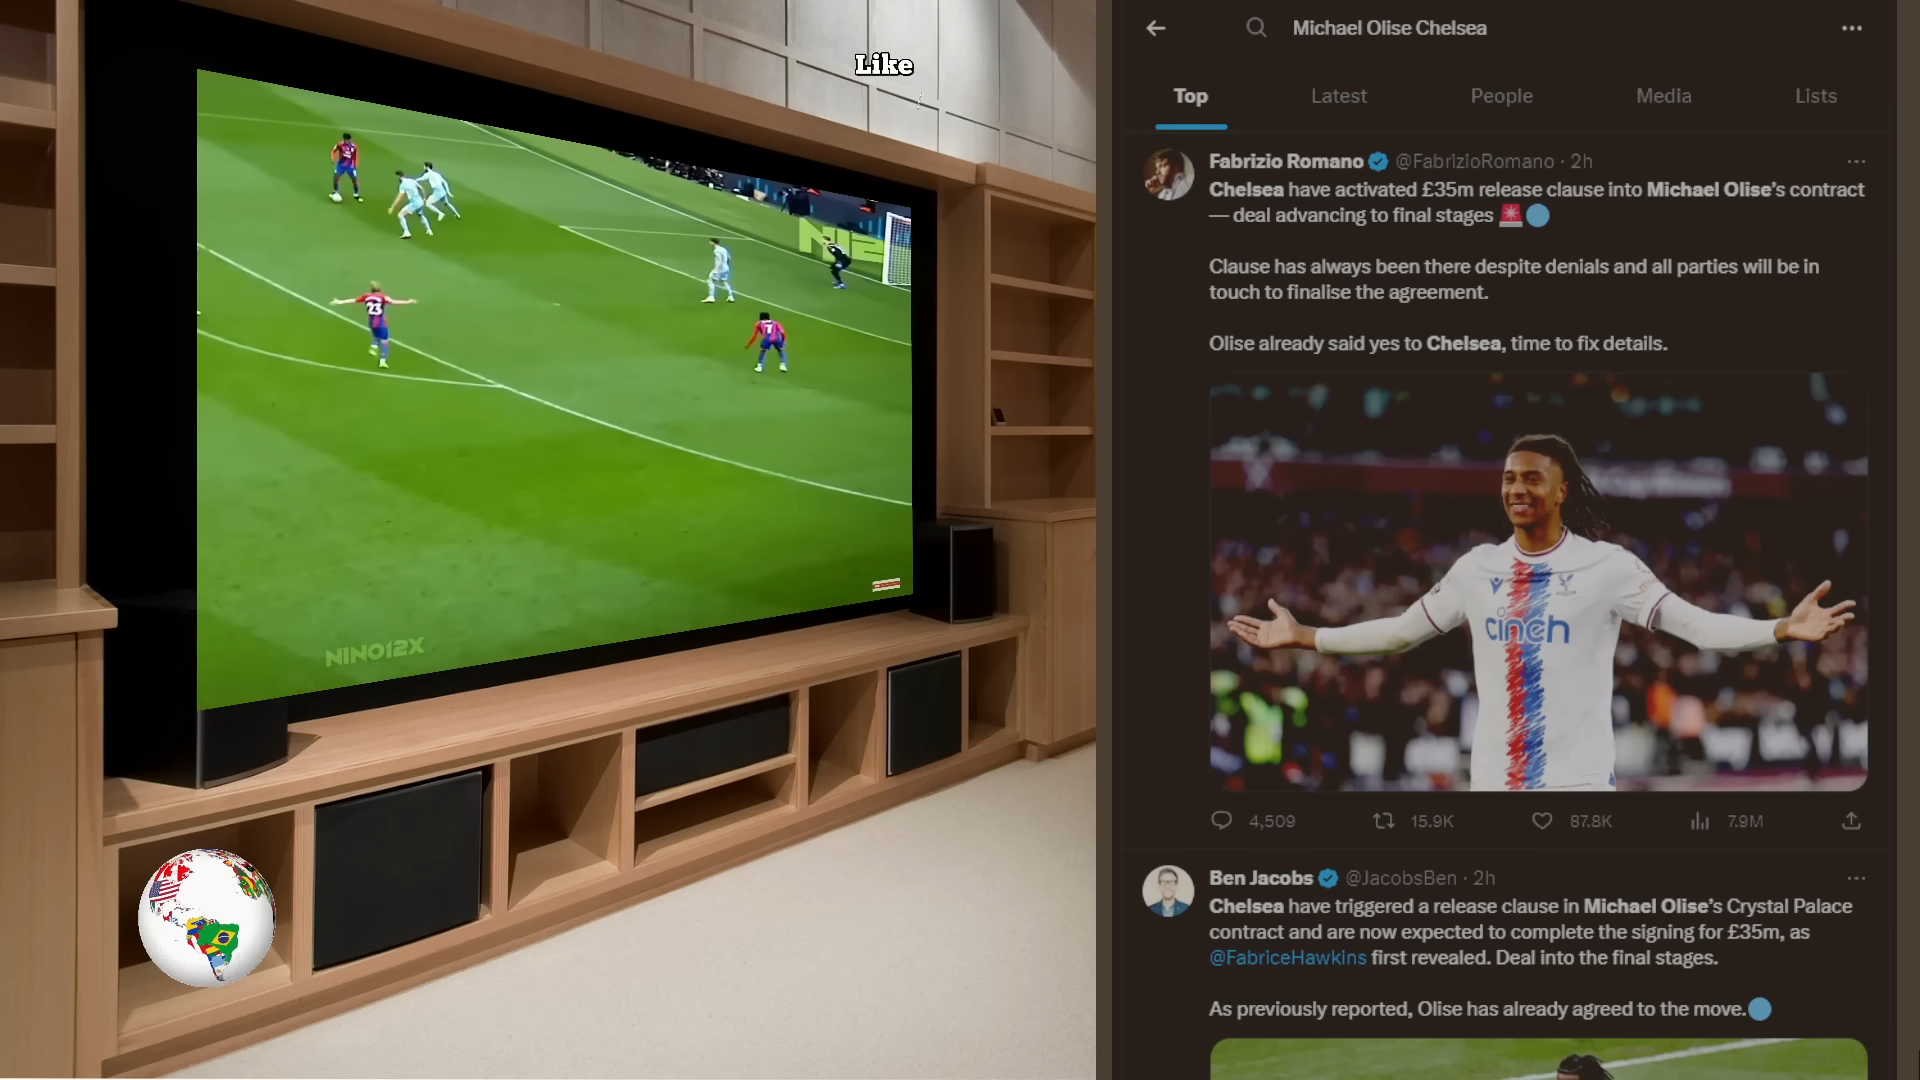 Like
23
7
N12
NINO12X
Michael Olise Chelsea
Top
Latest
People
Media
Lists
Fabrizio Romano @FabrizioRomano · 2h
Chelsea have activated £35m release clause into Michael Olise’s contract
— deal advancing to final stages 🚨🔵
Clause has always been there despite denials and all parties will be in
touch to finalise the agreement.
Olise already said yes to Chelsea, time to fix details.
cinch
4,509
15.9K
87.8K
7.9M
Ben Jacobs @JacobsBen · 2h
Chelsea have triggered a release clause in Michael Olise’s Crystal Palace
contract and are now expected to complete the signing for £35m, as
@FabriceHawkins first revealed. Deal into the final stages.
As previously reported, Olise has already agreed to the move.🔵